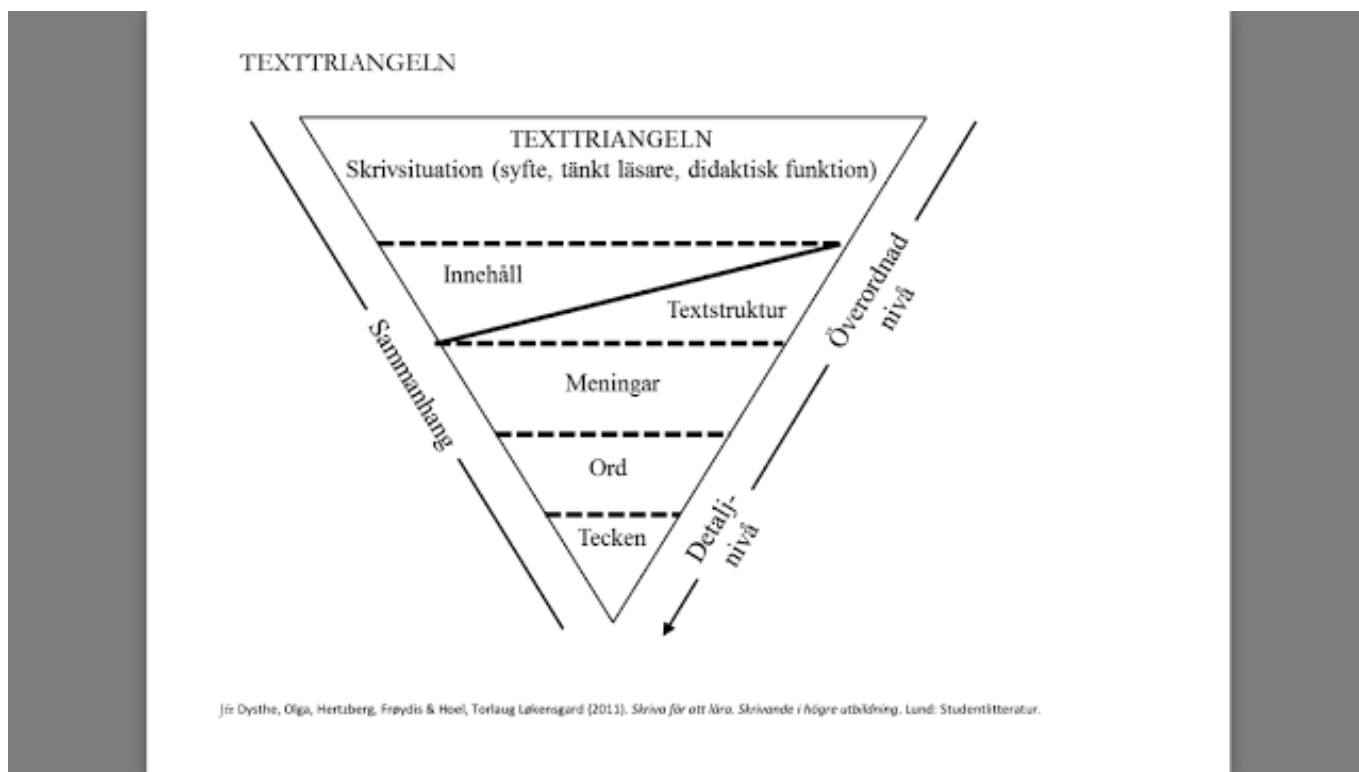 TEXTTRIANGELN
TEXTTRIANGELN
Skrivsituation (syfte, tänkt läsare, didaktisk funktion)
Innehåll
Textstruktur
Meningar
Ord
Tecken
Sammanhang
Överordnad
nivå
Detalj-
nivå
Jfr Dysthe, Olga, Hertzberg, Frøydis & Hoel, Torlaug Løkensgard (2011). Skriva för att lära. Skrivande i högre utbildning. Lund: Studentlitteratur.